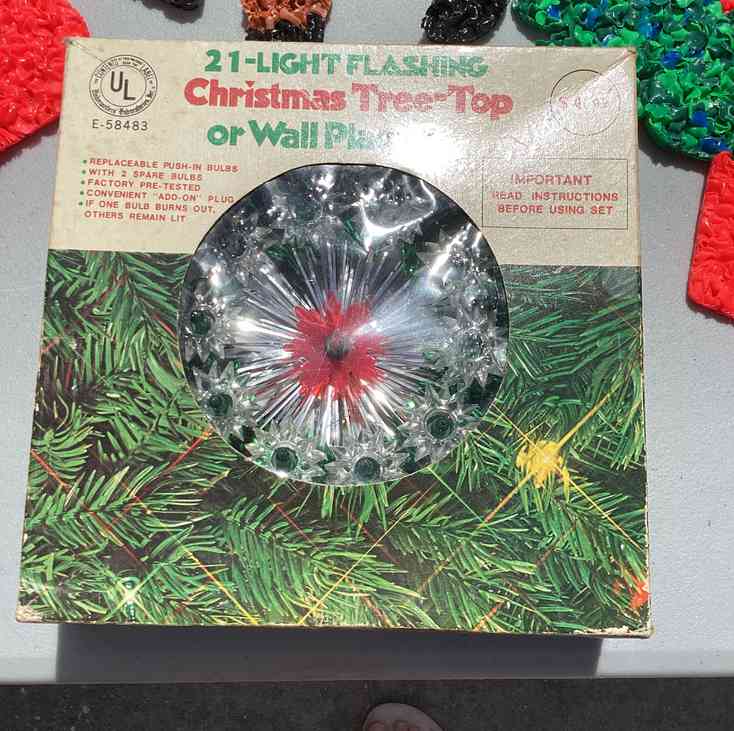 21-LIGHT FLASHING
Christmas Tree-Top
or Wall
UL
E-58483
• REPLACEABLE PUSH-IN BULBS
• WITH 2 SPARE BULBS
• FACTORY PRE-TESTED
• CONVENIENT "ADD-ON" PLUG
• IF ONE BULB BURNS OUT,
OTHERS REMAIN LIT
IMPORTANT
READ INSTRUCTIONS
BEFORE USING SET